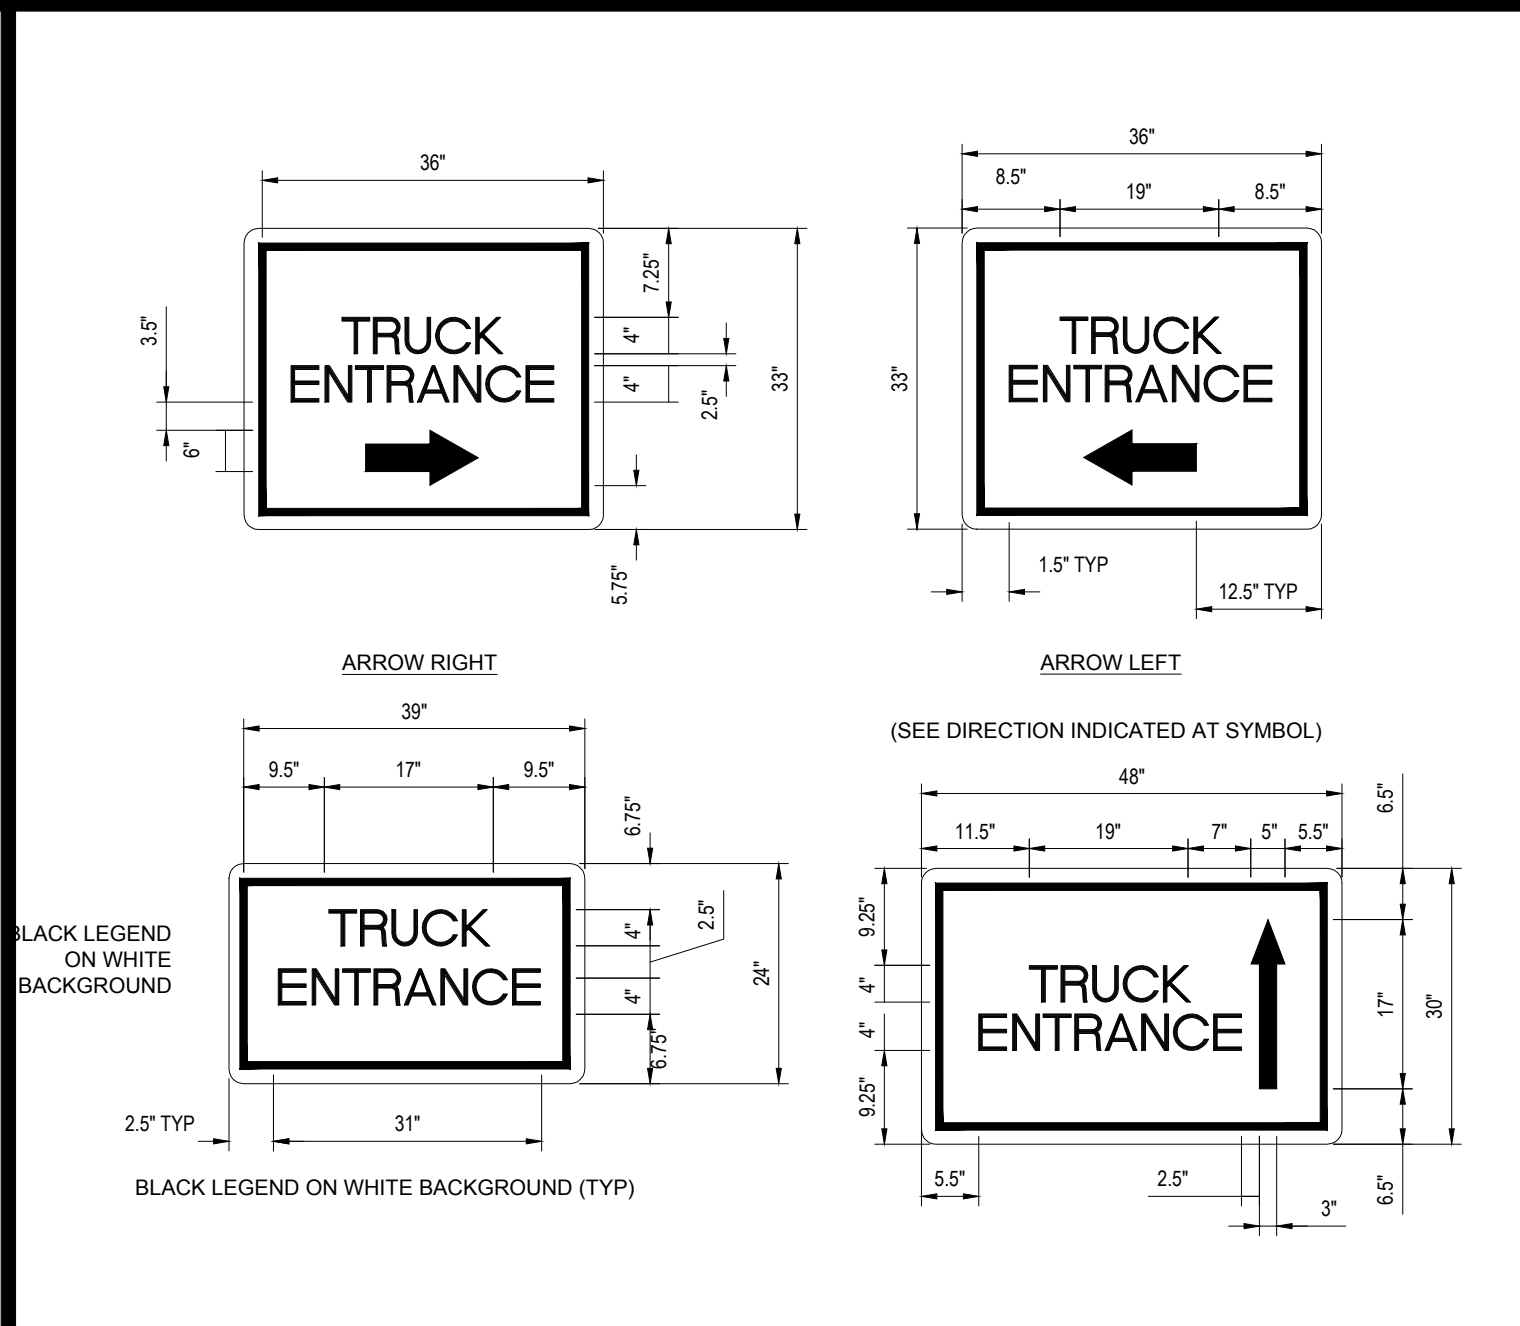 36"
7.25"
4"
4"
2.5"
33"
3.5"
6"
TRUCK
ENTRANCE
5.75"
ARROW RIGHT
36"
8.5" 19" 8.5"
33"
TRUCK
ENTRANCE
1.5" TYP
12.5" TYP
ARROW LEFT
(SEE DIRECTION INDICATED AT SYMBOL)
39"
9.5" 17" 9.5"
6.75"
4"
2.5"
4"
6.75"
24"
BLACK LEGEND
ON WHITE
BACKGROUND
TRUCK
ENTRANCE
2.5" TYP
31"
BLACK LEGEND ON WHITE BACKGROUND (TYP)
48"
11.5" 19" 7" 5" 5.5"
6.5"
9.25"
4"
4"
9.25"
TRUCK
ENTRANCE
17"
30"
6.5"
5.5"
2.5"
3"